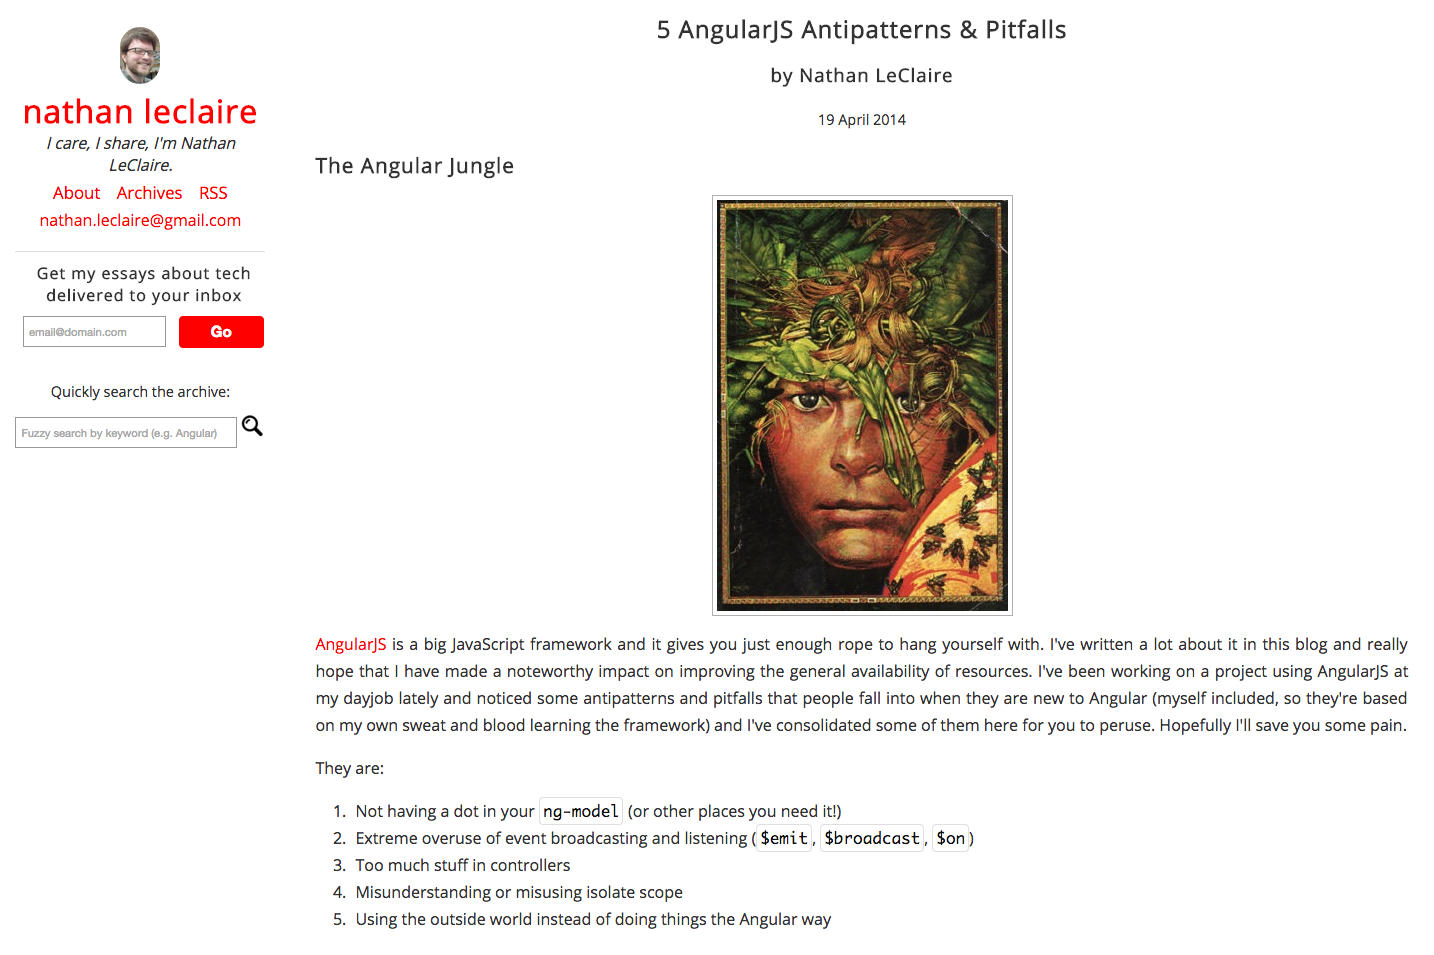 nathan leclaire
I care, I share, I'm Nathan
LeClaire.
About Archives RSS
nathan.leclaire@gmail.com
Get my essays about tech
delivered to your inbox
email@domain.com Go
Quickly search the archive:
Fuzzy search by keyword (e.g. Angular)
5 AngularJS Antipatterns & Pitfalls
by Nathan LeClaire
19 April 2014
The Angular Jungle
AngularJS is a big JavaScript framework and it gives you just enough rope to hang yourself with. I've written a lot about it in this blog and really
hope that I have made a noteworthy impact on improving the general availability of resources. I've been working on a project using AngularJS at
my dayjob lately and noticed some antipatterns and pitfalls that people fall into when they are new to Angular (myself included, so they're based
on my own sweat and blood learning the framework) and I've consolidated some of them here for you to peruse. Hopefully I'll save you some pain.
They are:
1. Not having a dot in your ng-model (or other places you need it!)
2. Extreme overuse of event broadcasting and listening ($emit, $broadcast, $on)
3. Too much stuff in controllers
4. Misunderstanding or misusing isolate scope
5. Using the outside world instead of doing things the Angular way